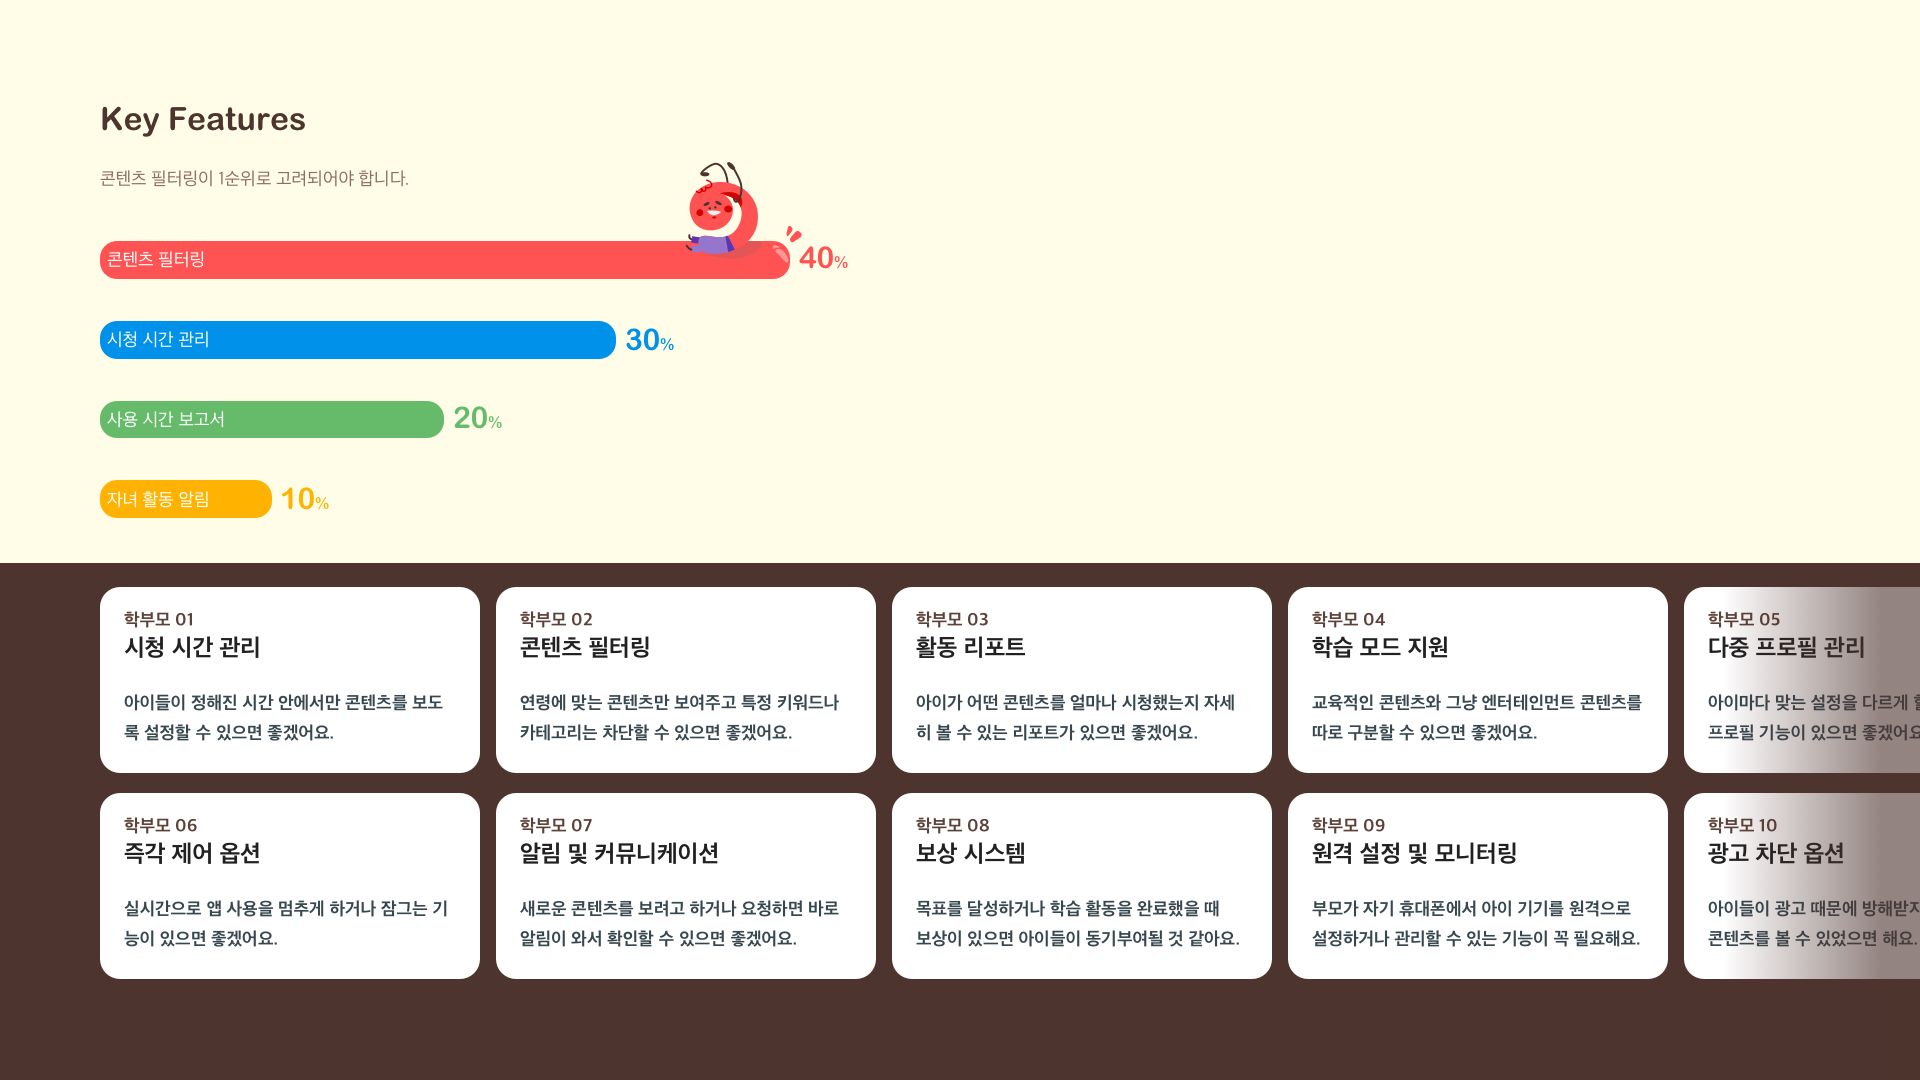 Key Features
콘텐츠 필터링이 1순위로 고려되어야 합니다.
콘텐츠 필터링
40%
시청 시간 관리
30%
사용 시간 보고서
20%
자녀 활동 알림
10%
학부모 01
시청 시간 관리
아이들이 정해진 시간 안에서만 콘텐츠를 보도
록 설정할 수 있으면 좋겠어요.
학부모 02
콘텐츠 필터링
연령에 맞는 콘텐츠만 보여주고 특정 키워드나
카테고리는 차단할 수 있으면 좋겠어요.
학부모 03
활동 리포트
아이가 어떤 콘텐츠를 얼마나 시청했는지 자세
히 볼 수 있는 리포트가 있으면 좋겠어요.
학부모 04
학습 모드 지원
교육적인 콘텐츠와 그냥 엔터테인먼트 콘텐츠를
따로 구분할 수 있으면 좋겠어요.
학부모 05
다중 프로필 관리
아이마다 맞는 설정을 다르게
프로필 기능이 있으면 좋겠어요
학부모 06
즉각 제어 옵션
실시간으로 앱 사용을 멈추게 하거나 잠그는 기
능이 있으면 좋겠어요.
학부모 07
알림 및 커뮤니케이션
새로운 콘텐츠를 보려고 하거나 요청하면 바로
알림이 와서 확인할 수 있으면 좋겠어요.
학부모 08
보상 시스템
목표를 달성하거나 학습 활동을 완료했을 때
보상이 있으면 아이들이 동기부여될 것 같아요.
학부모 09
원격 설정 및 모니터링
부모가 자기 휴대폰에서 아이 기기를 원격으로
설정하거나 관리할 수 있는 기능이 꼭 필요해요.
학부모 10
광고 차단 옵션
아이들이 광고 때문에 방해받지
콘텐츠를 볼 수 있었으면 해요.